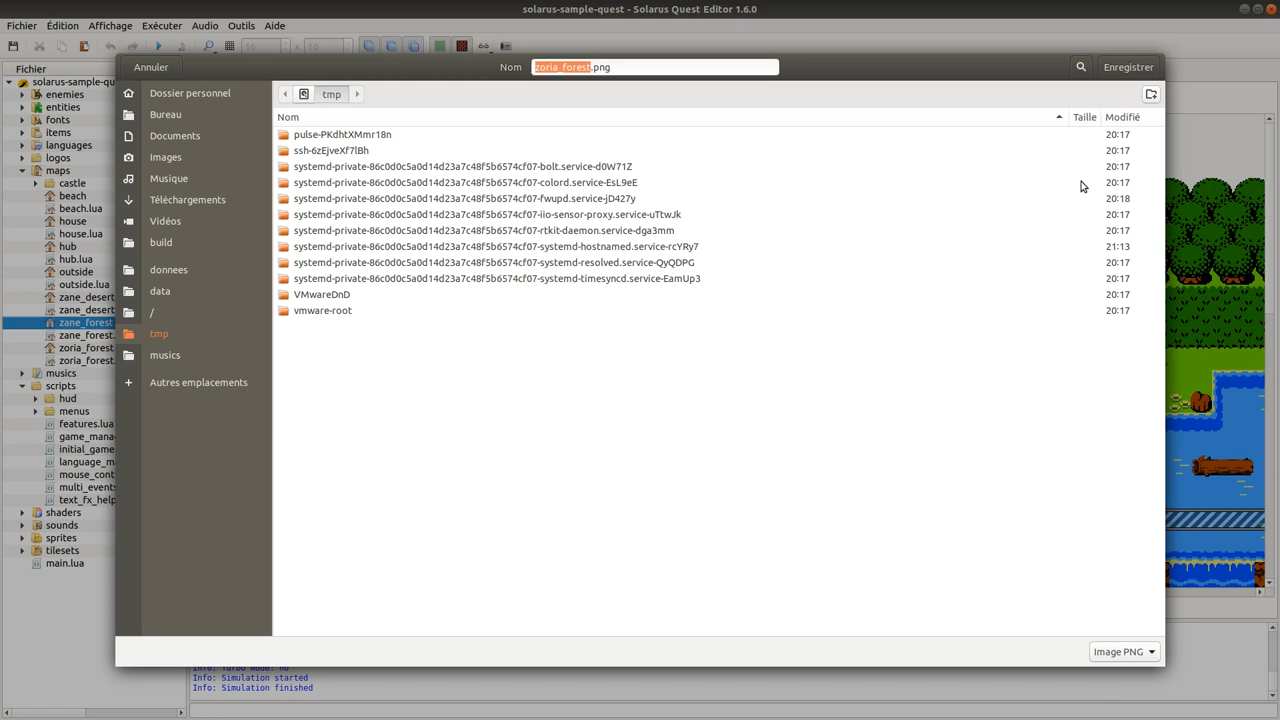 solarus-sample-quest - Solarus Quest Editor 1.6.0
Fichier Édition Affichage Exécuter Audio Outils Aide
16 x 16
Annuler Nom zoria_forest.png Enregistrer
Fichier
solarus-sample-qu
enemies
entities
fonts
items
languages
logos
maps
castle
beach
beach.lua
house
house.lua
hub
hub.lua
outside
outside.lua
zane_desert
zane_desert
zane_forest
zane_forest.
zoria_forest
zoria_forest.
musics
scripts
hud
menus
features.lua
game_mana
initial_game
language_m
mouse_cont
multi_events
text_fx_help
shaders
sounds
sprites
tilesets
main.lua
Dossier personnel
Bureau
Documents
Images
Musique
Téléchargements
Vidéos
build
donnees
data
/
tmp
musics
+ Autres emplacements
tmp
Nom Taille Modifié
pulse-PKdhtXMmr18n 20:17
ssh-6zEjveXf7lBh 20:17
systemd-private-86c0d0c5a0d14d23a7c48f5b6574cf07-bolt.service-d0W71Z 20:17
systemd-private-86c0d0c5a0d14d23a7c48f5b6574cf07-colord.service-EsL9eE 20:17
systemd-private-86c0d0c5a0d14d23a7c48f5b6574cf07-fwupd.service-jD427y 20:18
systemd-private-86c0d0c5a0d14d23a7c48f5b6574cf07-iio-sensor-proxy.service-uTtwJk 20:17
systemd-private-86c0d0c5a0d14d23a7c48f5b6574cf07-rtkit-daemon.service-dga3mm 20:17
systemd-private-86c0d0c5a0d14d23a7c48f5b6574cf07-systemd-hostnamed.service-rcYRy7 21:13
systemd-private-86c0d0c5a0d14d23a7c48f5b6574cf07-systemd-resolved.service-QyQDPG 20:17
systemd-private-86c0d0c5a0d14d23a7c48f5b6574cf07-systemd-timesyncd.service-EamUp3 20:17
VMwareDnD 20:17
vmware-root 20:17
Image PNG
Info: Turbo mode: no
Info: Simulation started
Info: Simulation finished